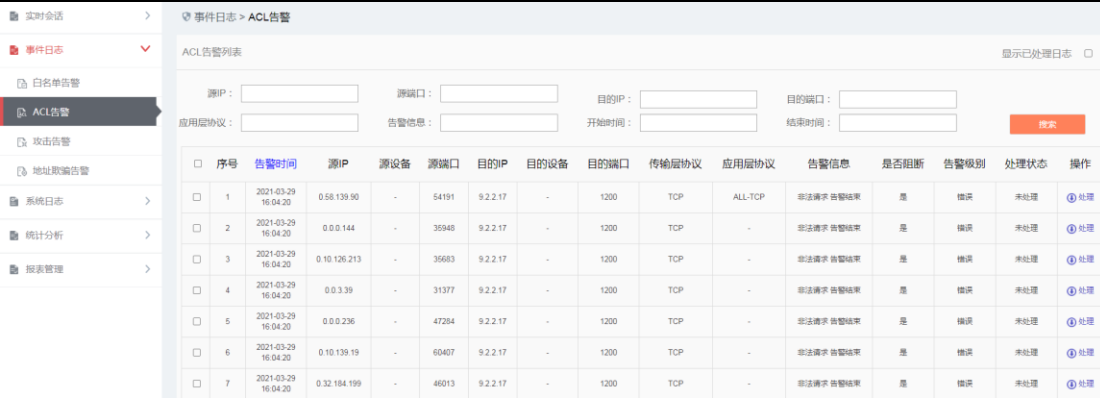 实时会话
事件日志
白名单告警
ACL告警
攻击告警
地址欺骗告警
系统日志
统计分析
报表管理
事件日志 > ACL告警
ACL告警列表 显示已处理日志
源IP： 源端口： 目的IP： 目的端口：
应用层协议： 告警信息： 开始时间： 结束时间： 搜索
序号 告警时间 源IP 源设备 源端口 目的IP 目的设备 目的端口 传输层协议 应用层协议 告警信息 是否阻断 告警级别 处理状态 操作
1 2021-03-29 16:04:20 0.58.139.90 - 54191 9.2.2.17 - 1200 TCP ALL-TCP 非法请求 告警结束 是 错误 未处理 处理
2 2021-03-29 16:04:20 0.0.0.144 - 35948 9.2.2.17 - 1200 TCP - 非法请求 告警结束 是 错误 未处理 处理
3 2021-03-29 16:04:20 0.10.126.213 - 35683 9.2.2.17 - 1200 TCP - 非法请求 告警结束 是 错误 未处理 处理
4 2021-03-29 16:04:20 0.0.3.39 - 31377 9.2.2.17 - 1200 TCP - 非法请求 告警结束 是 错误 未处理 处理
5 2021-03-29 16:04:20 0.0.0.236 - 47284 9.2.2.17 - 1200 TCP - 非法请求 告警结束 是 错误 未处理 处理
6 2021-03-29 16:04:20 0.10.139.19 - 60407 9.2.2.17 - 1200 TCP - 非法请求 告警结束 是 错误 未处理 处理
7 2021-03-29 16:04:20 0.32.184.199 - 46013 9.2.2.17 - 1200 TCP - 非法请求 告警结束 是 错误 未处理 处理